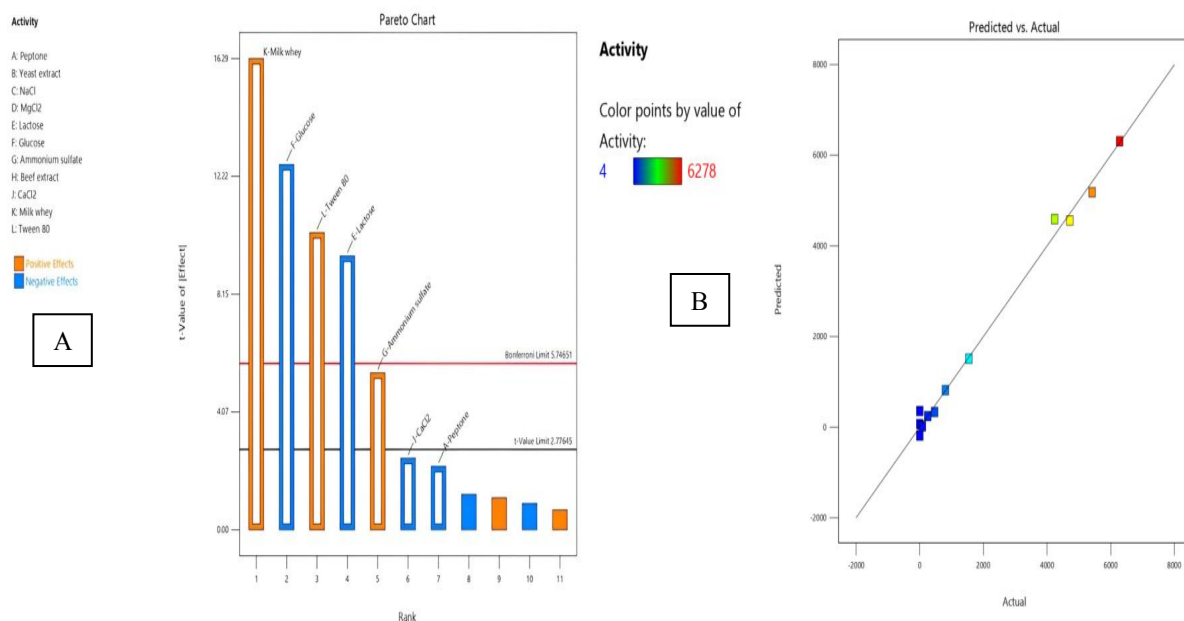 Activity
A: Peptone
B: Yeast extract
C: NaCl
D: MgCl2
E: Lactose
F: Glucose
G: Ammonium sulfate
H: Beef extract
J: CaCl2
K: Milk whey
L: Tween 80
Positive Effects
Negative Effects
A
Pareto Chart
t-Value of |Effect|
16.29
12.22
8.15
4.07
0.00
K-Milk whey
F-Glucose
L-Tween 80
E-Lactose
G-Ammonium sulfate
J-CaCl2
A-Peptone
Bonferroni Limit 5.74651
t-Value Limit 2.77645
1 2 3 4 5 6 7 8 9 10 11
Rank
Activity
Color points by value of
Activity:
4 6278
B
Predicted vs. Actual
Predicted
8000
6000
4000
2000
0
-2000
-2000 0 2000 4000 6000 8000
Actual